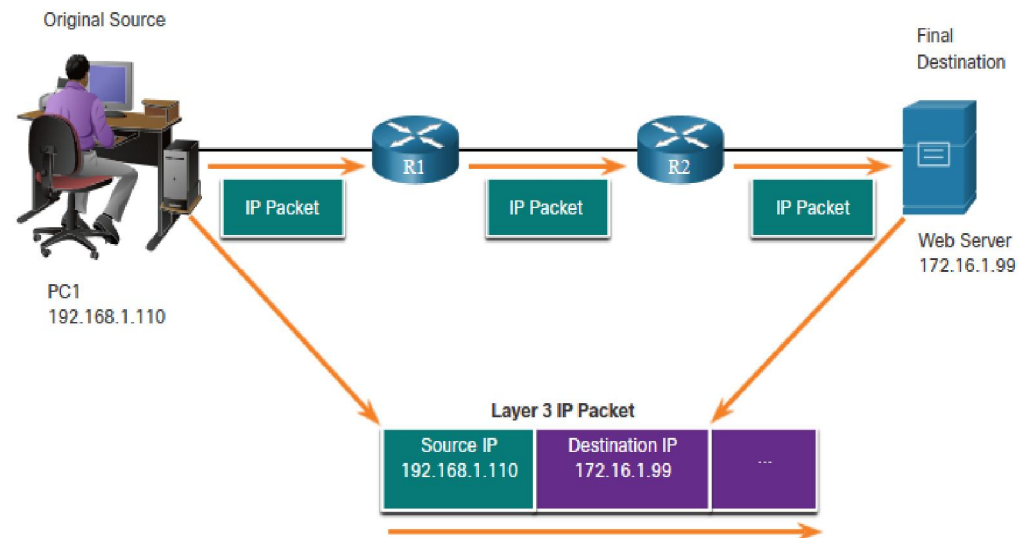 Original Source
Final
Destination
R1
R2
IP Packet
IP Packet
IP Packet
Web Server
172.16.1.99
PC1
192.168.1.110
Layer 3 IP Packet
Source IP
192.168.1.110
Destination IP
172.16.1.99
...